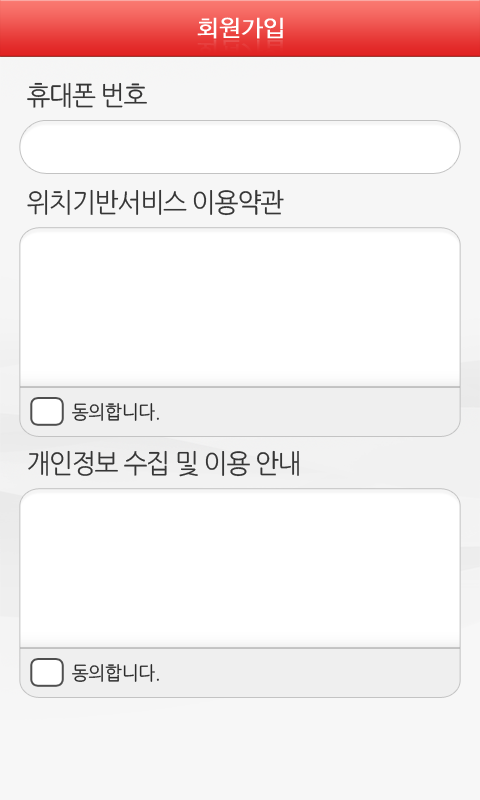 회원가입
휴대폰 번호
위치기반서비스 이용약관
동의합니다.
개인정보 수집 및 이용 안내
동의합니다.